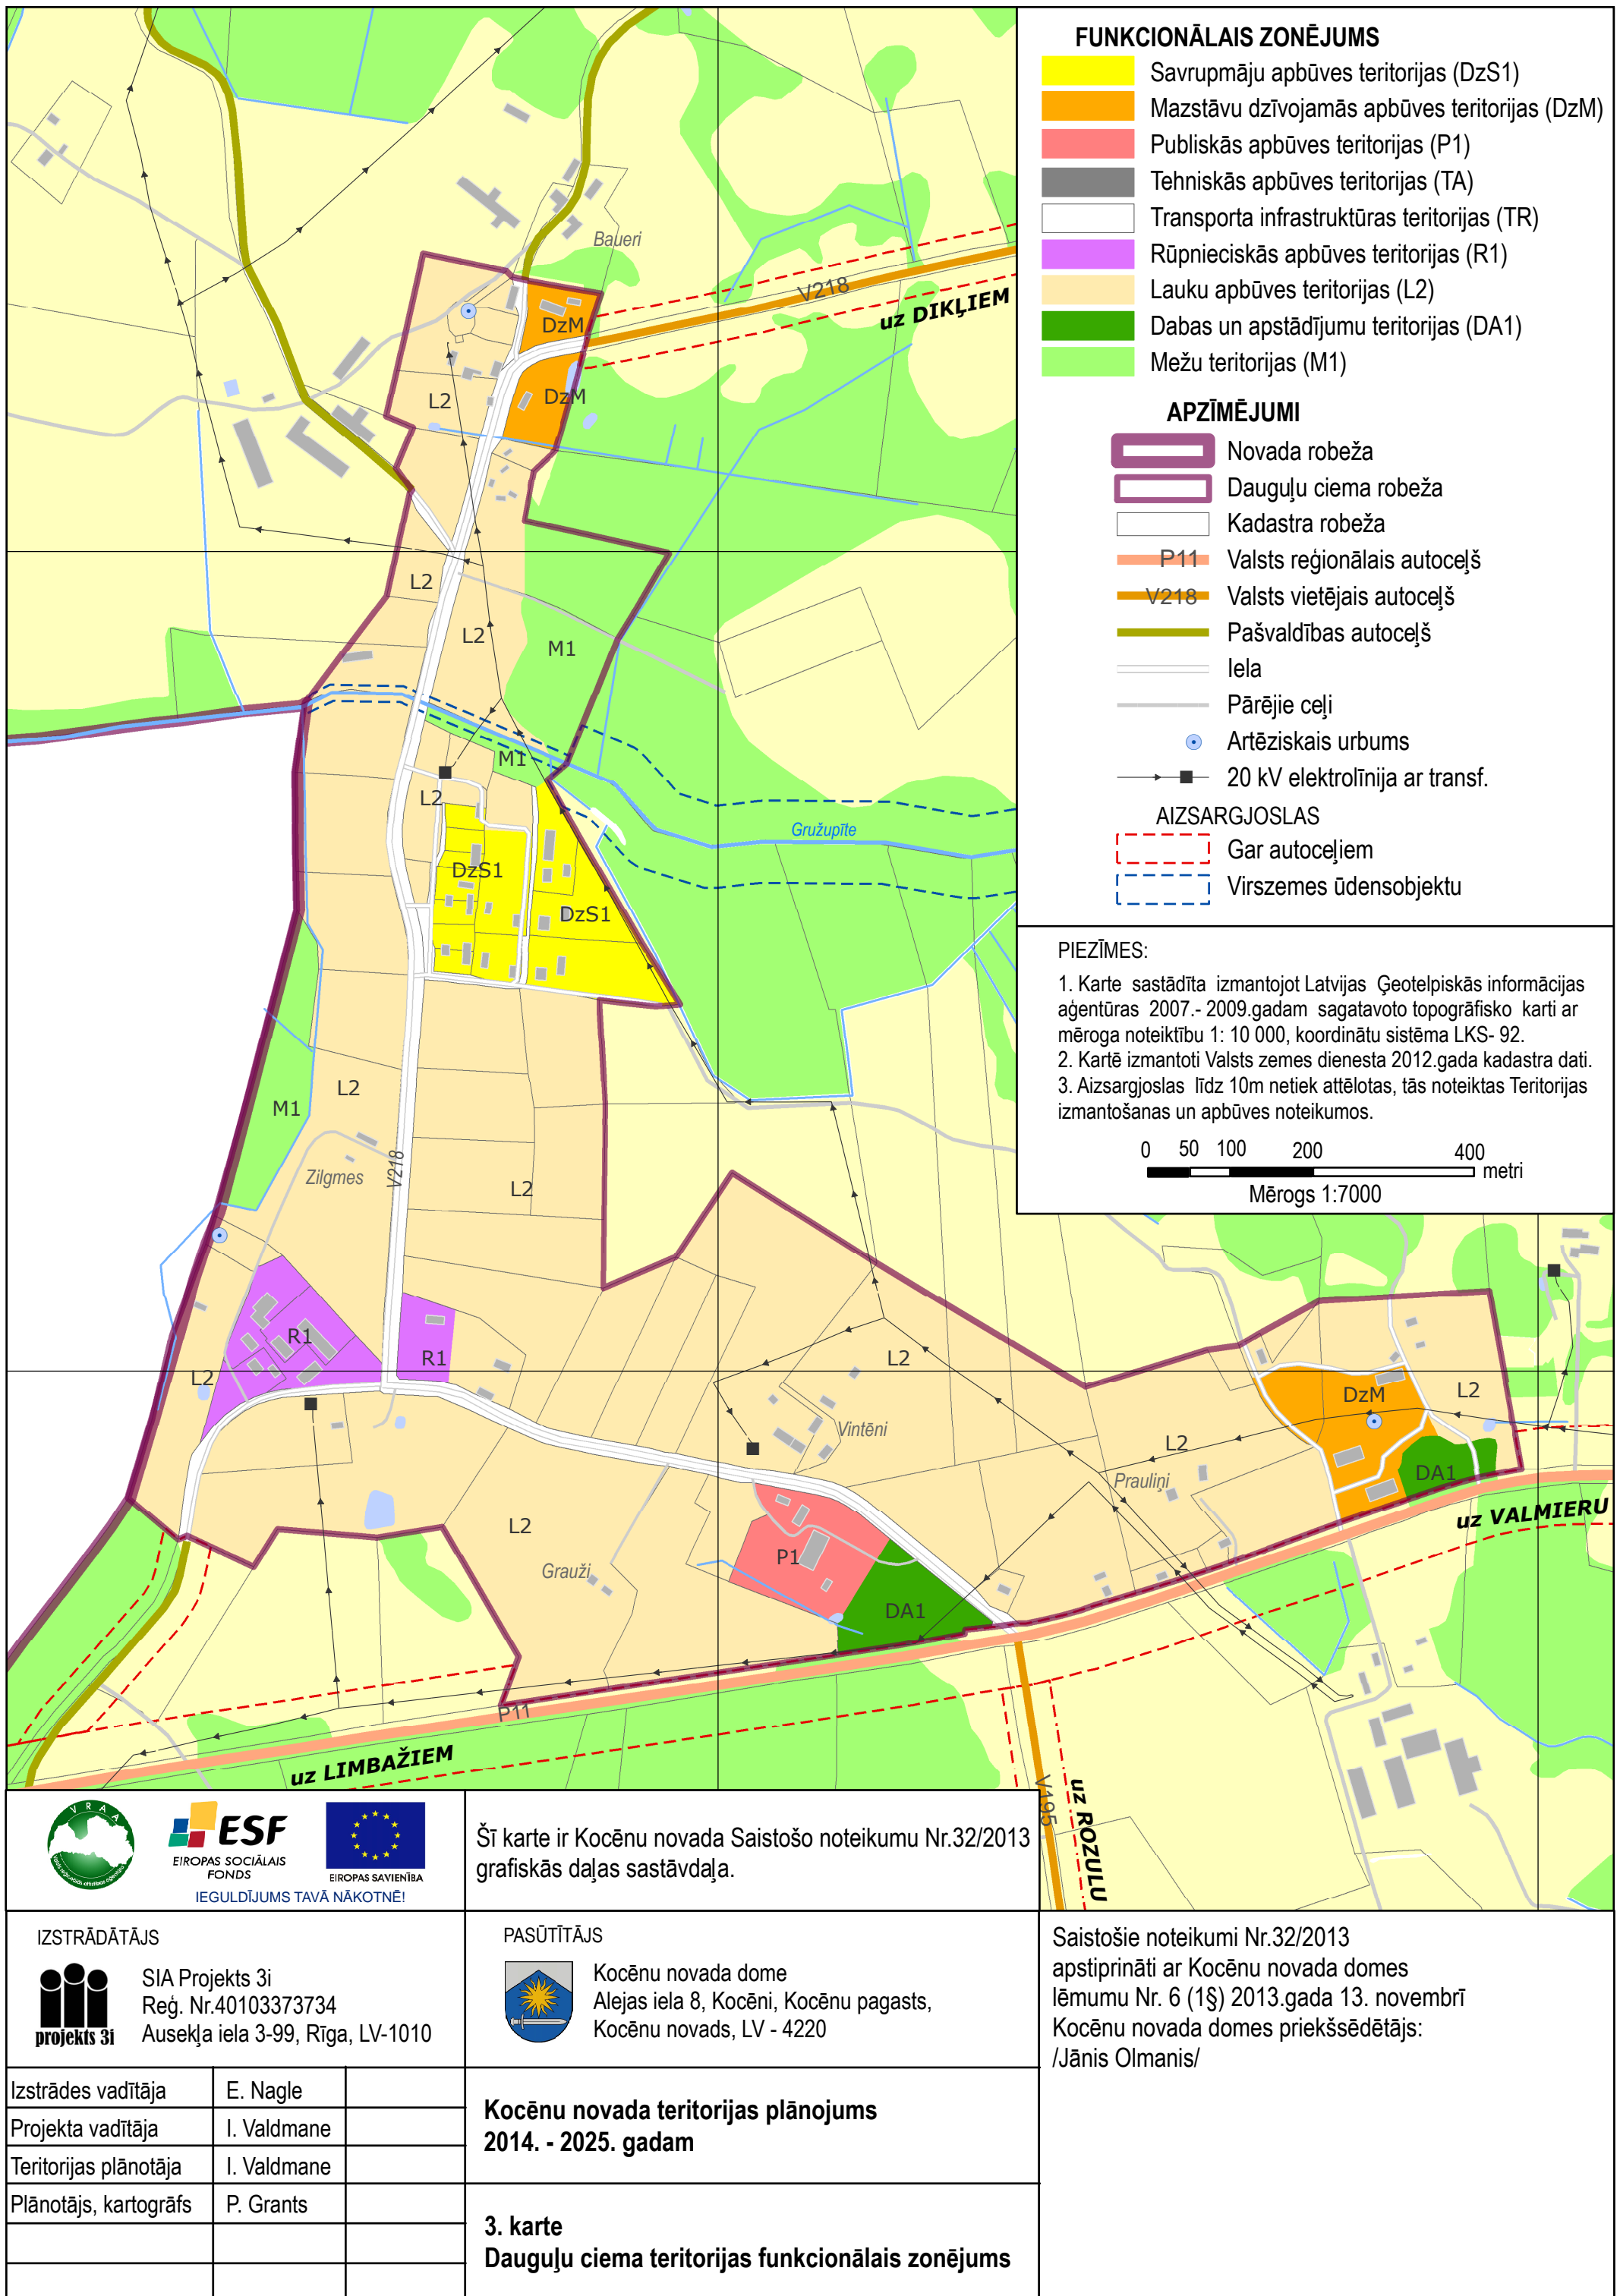 FUNKCIONĀLAIS ZONĒJUMS
Savrupmāju apbūves teritorijas (DzS1)
Mazstāvu dzīvojamās apbūves teritorijas (DzM)
Publiskās apbūves teritorijas (P1)
Tehniskās apbūves teritorijas (TA)
Transporta infrastruktūras teritorijas (TR)
Rūpnieciskās apbūves teritorijas (R1)
Lauku apbūves teritorijas (L2)
Dabas un apstādījumu teritorijas (DA1)
Mežu teritorijas (M1)
APZĪMĒJUMI
Novada robeža
Dauguļu ciema robeža
Kadastra robeža
P11 Valsts reģionālais autoceļš
V218 Valsts vietējais autoceļš
Pašvaldības autoceļš
Iela
Pārējie ceļi
Artēziskais urbums
20 kV elektrolīnija ar transf.
AIZSARGJOSLAS
Gar autoceļiem
Virszemes ūdensobjektu
PIEZĪMES:
1. Karte sastādīta izmantojot Latvijas Ģeotelpiskās informācijas
aģentūras 2007.- 2009.gadam sagatavoto topogrāfisko karti ar
mēroga noteiktību 1: 10 000, koordinātu sistēma LKS- 92.
2. Kartē izmantoti Valsts zemes dienesta 2012.gada kadastra dati.
3. Aizsargjoslas līdz 10m netiek attēlotas, tās noteiktas Teritorijas
izmantošanas un apbūves noteikumos.
0 50 100 200 400
metri
Mērogs 1:7000
Baueri
V218
uz DIKĻIEM
DzM
DzM
L2
L2
L2
M1
M1
L2
Gružupīte
DzS1
DzS1
L2
M1
Zilgmes
V218
L2
R1
R1
L2
L2
Vintēni
DzM
L2
L2
Prauliņi
DA1
uz VALMIERU
L2
Grauži
P1
DA1
P11
uz LIMBAŽIEM
V195
uz ROZULU
VRAA
ESF
EIROPAS SOCIĀLAIS
FONDS
EIROPAS SAVIENĪBA
IEGULDĪJUMS TAVĀ NĀKOTNĒ!
Šī karte ir Kocēnu novada Saistošo noteikumu Nr.32/2013
grafiskās daļas sastāvdaļa.
IZSTRĀDĀTĀJS
projekts 3i
SIA Projekts 3i
Reģ. Nr.40103373734
Ausekļa iela 3-99, Rīga, LV-1010
PASŪTĪTĀJS
Kocēnu novada dome
Alejas iela 8, Kocēni, Kocēnu pagasts,
Kocēnu novads, LV - 4220
Saistošie noteikumi Nr.32/2013
apstiprināti ar Kocēnu novada domes
lēmumu Nr. 6 (1§) 2013.gada 13. novembrī
Kocēnu novada domes priekšsēdētājs:
/Jānis Olmanis/
Izstrādes vadītāja E. Nagle
Projekta vadītāja I. Valdmane
Teritorijas plānotāja I. Valdmane
Plānotājs, kartogrāfs P. Grants
Kocēnu novada teritorijas plānojums
2014. - 2025. gadam
3. karte
Dauguļu ciema teritorijas funkcionālais zonējums